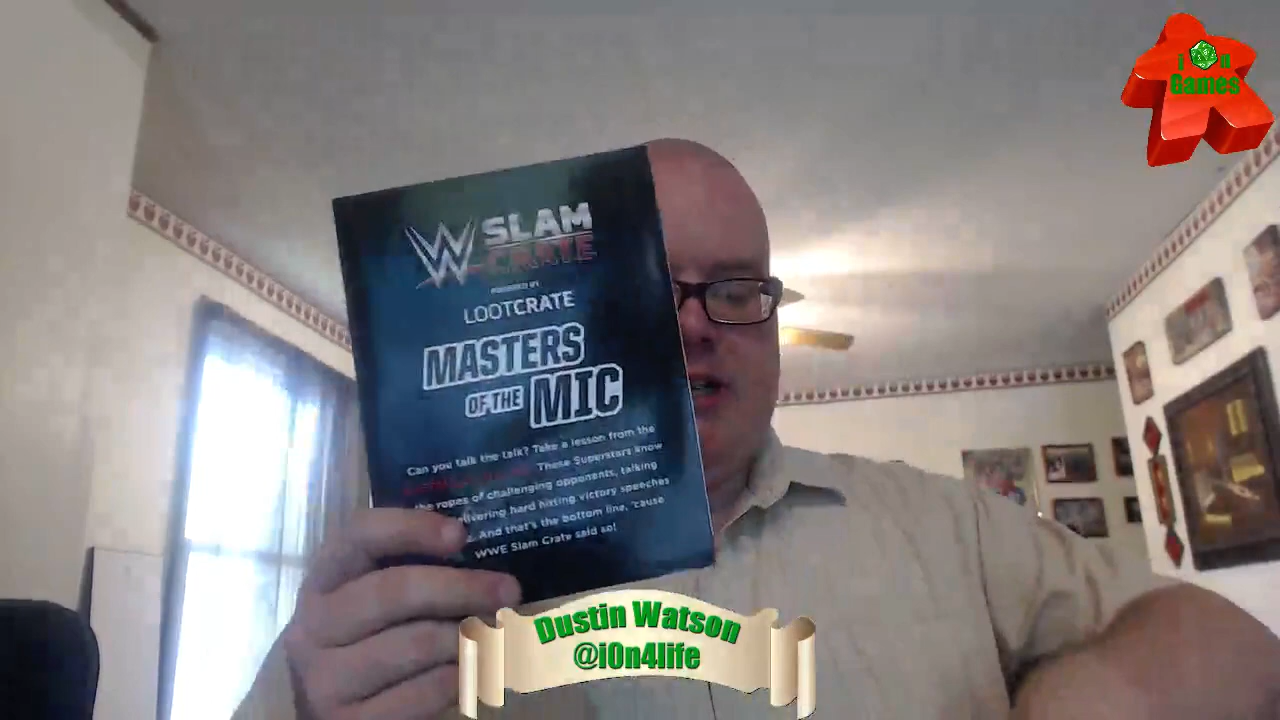 i n
Games
W SLAM
CRATE
POWERED BY
LOOTCRATE
MASTERS
OF THE MIC
Can you talk the talk? Take a lesson from the
These Superstars know
the ropes of challenging opponents, talking
hard hitting victory speeches
And that's the bottom line, 'cause
WWE Slam Crate said so!
Dustin Watson
@i0n4life